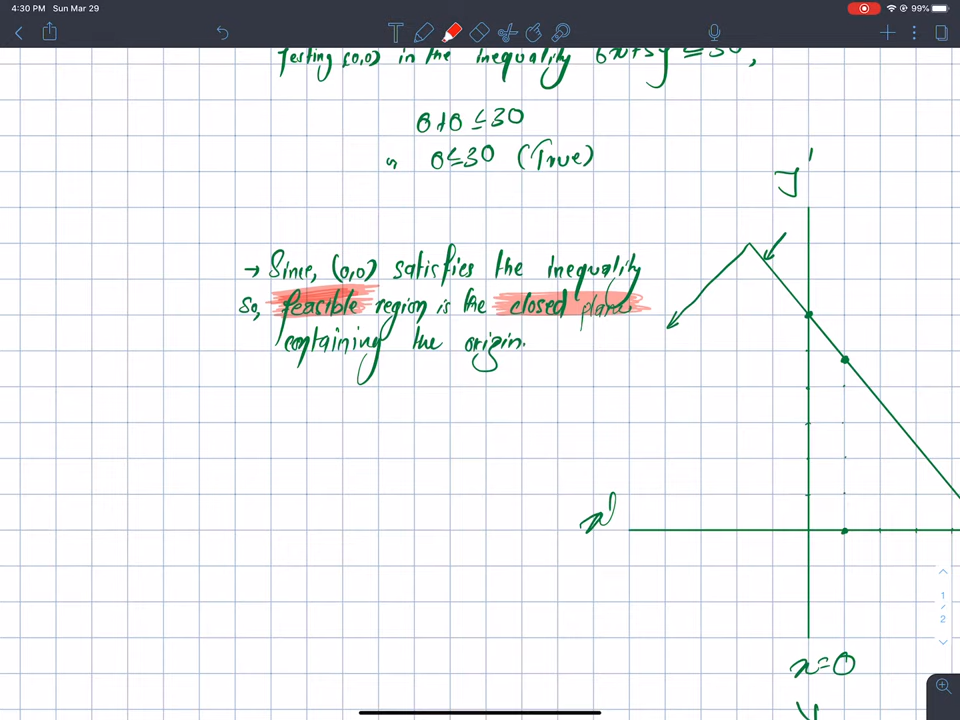 4:30 PM Sun Mar 29
99%
Testing (0,0) in the inequality 6x+5y ≤ 30,
0+0 ≤ 30
0≤30 (True)
→ Since, (0,0) satisfies the inequality
So, feasible region is the closed plane
containing the origin.
y'
x'
x=0
y
1
/
2